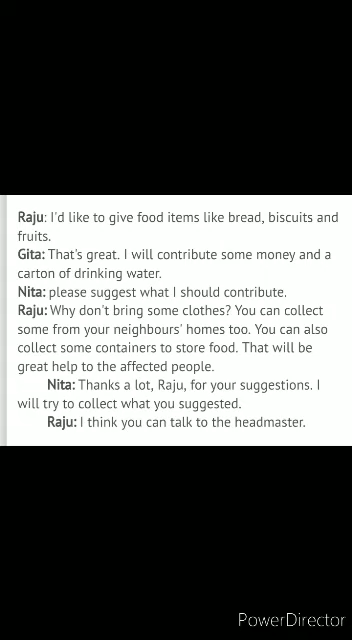 Raju: I'd like to give food items like bread, biscuits and
fruits.
Gita: That's great. I will contribute some money and a
carton of drinking water.
Nita: please suggest what I should contribute.
Raju: Why don't bring some clothes? You can collect
some from your neighbours' homes too. You can also
collect some containers to store food. That will be
great help to the affected people.
Nita: Thanks a lot, Raju, for your suggestions. I
will try to collect what you suggested.
Raju: I think you can talk to the headmaster.
PowerDirector